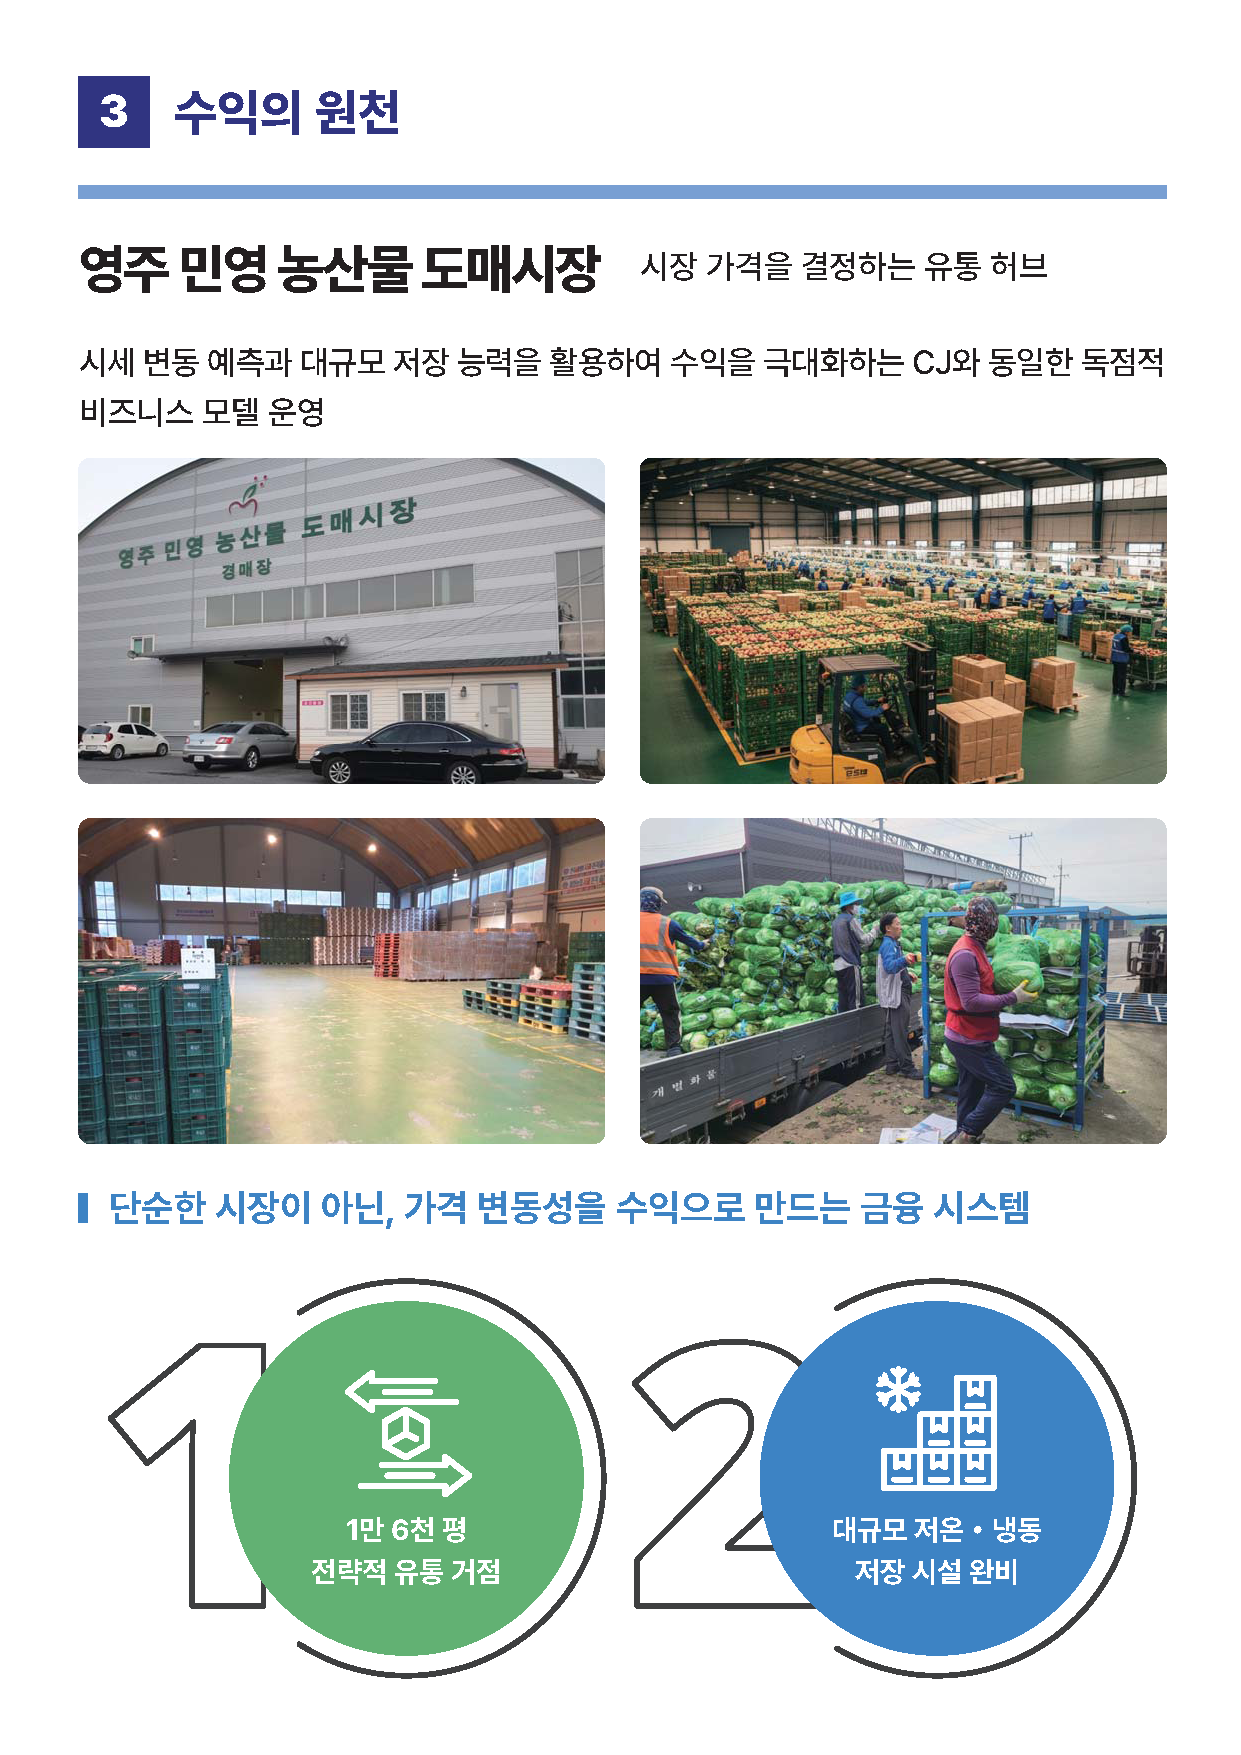 3 수익의 원천
영주 민영 농산물 도매시장 시장 가격을 결정하는 유통 허브
시세 변동 예측과 대규모 저장 능력을 활용하여 수익을 극대화하는 CJ와 동일한 독점적
비즈니스 모델 운영
영주 민영 농산물 도매시장
경매장
개별화물
단순한 시장이 아닌, 가격 변동성을 수익으로 만드는 금융 시스템
1
1만 6천 평
전략적 유통 거점
2
대규모 저온 • 냉동
저장 시설 완비